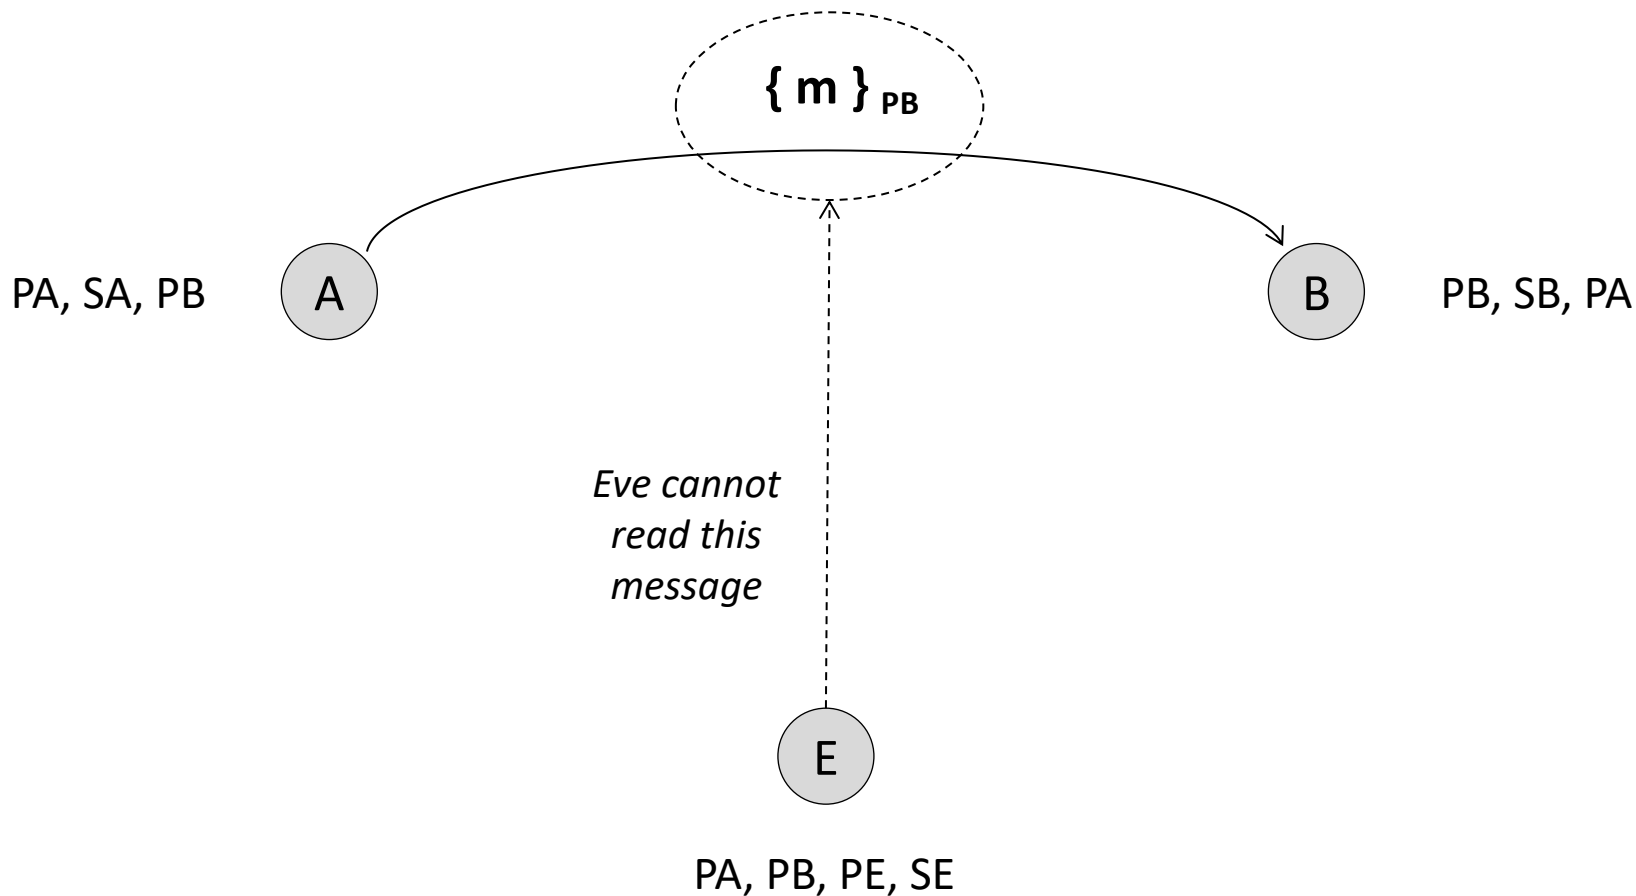 { m } PB
PA, SA, PB
A
B
PB, SB, PA
Eve cannot
read this
message
E
PA, PB, PE, SE